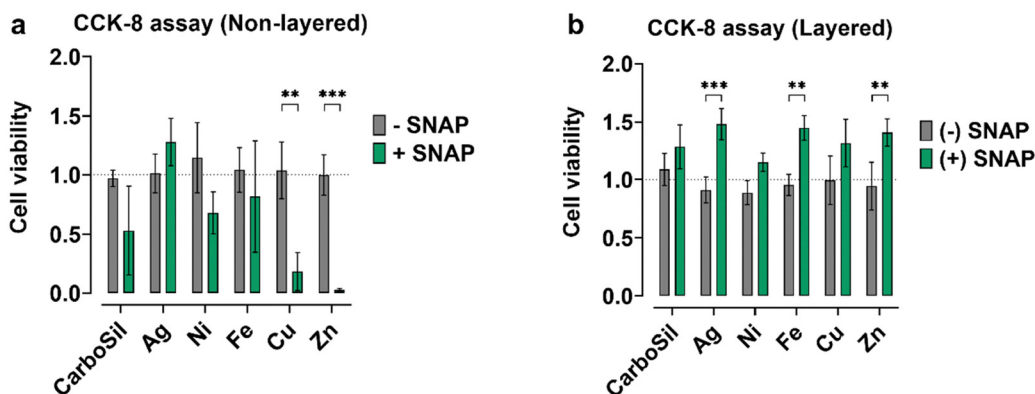 a
CCK-8 assay (Non-layered)
Cell viability
2.0
1.5
1.0
0.5
0.0
**
***
- SNAP
+ SNAP
CarboSil
Ag
Ni
Fe
Cu
Zn
b
CCK-8 assay (Layered)
Cell viability
2.0
1.5
1.0
0.5
0.0
***
**
**
(-) SNAP
(+) SNAP
CarboSil
Ag
Ni
Fe
Cu
Zn